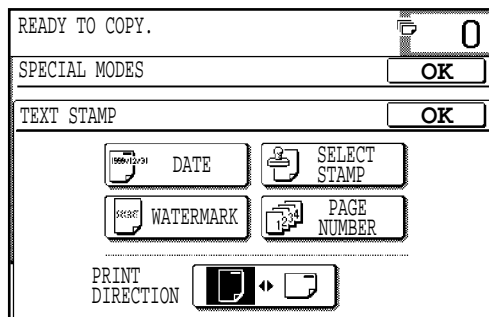 READY TO COPY.
0
SPECIAL MODES
OK
TEXT STAMP
OK
1999/12/31
DATE
SELECT
STAMP
SECRET
WATERMARK
1234
PAGE
NUMBER
PRINT
DIRECTION